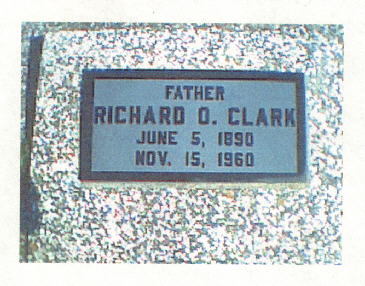 FATHER
RICHARD O. CLARK
JUNE 5, 1890
NOV. 15, 1960